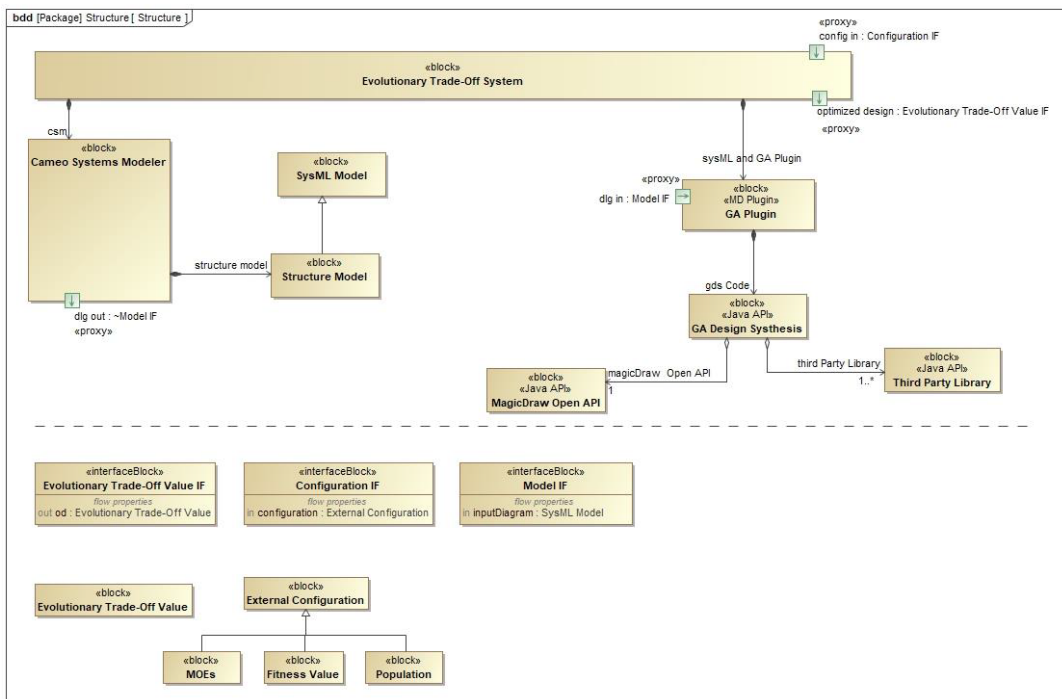 bdd [Package] Structure [ Structure ]
«proxy»
config in : Configuration IF
«block»
Evolutionary Trade-Off System
optimized design : Evolutionary Trade-Off Value IF
«proxy»
csm
«block»
Cameo Systems Modeler
«block»
SysML Model
structure model
«block»
Structure Model
dlg out : ~Model IF
«proxy»
sysML and GA Plugin
«proxy»
dlg in : Model IF
«block»
«MD Plugin»
GA Plugin
gds Code
«block»
«Java API»
GA Design Systhesis
magicDraw Open API
1
«block»
«Java API»
MagicDraw Open API
third Party Library
1..*
«block»
«Java API»
Third Party Library
«interfaceBlock»
Evolutionary Trade-Off Value IF
flow properties
out od : Evolutionary Trade-Off Value
«interfaceBlock»
Configuration IF
flow properties
in configuration : External Configuration
«interfaceBlock»
Model IF
flow properties
in inputDiagram : SysML Model
«block»
Evolutionary Trade-Off Value
«block»
External Configuration
«block»
MOEs
«block»
Fitness Value
«block»
Population